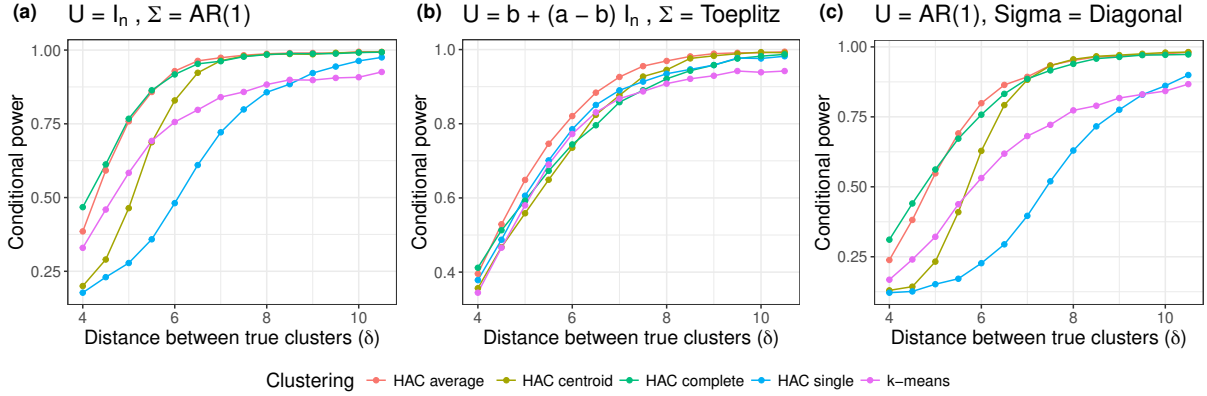 (a) U = Iₙ , Σ = AR(1)
Conditional power
1.00
0.75
0.50
0.25
4 6 8 10
Distance between true clusters (δ)
(b) U = b + (a − b) Iₙ , Σ = Toeplitz
Conditional power
1.0
0.8
0.6
0.4
4 6 8 10
Distance between true clusters (δ)
(c) U = AR(1), Sigma = Diagonal
Conditional power
1.00
0.75
0.50
0.25
4 6 8 10
Distance between true clusters (δ)
Clustering HAC average HAC centroid HAC complete HAC single k−means